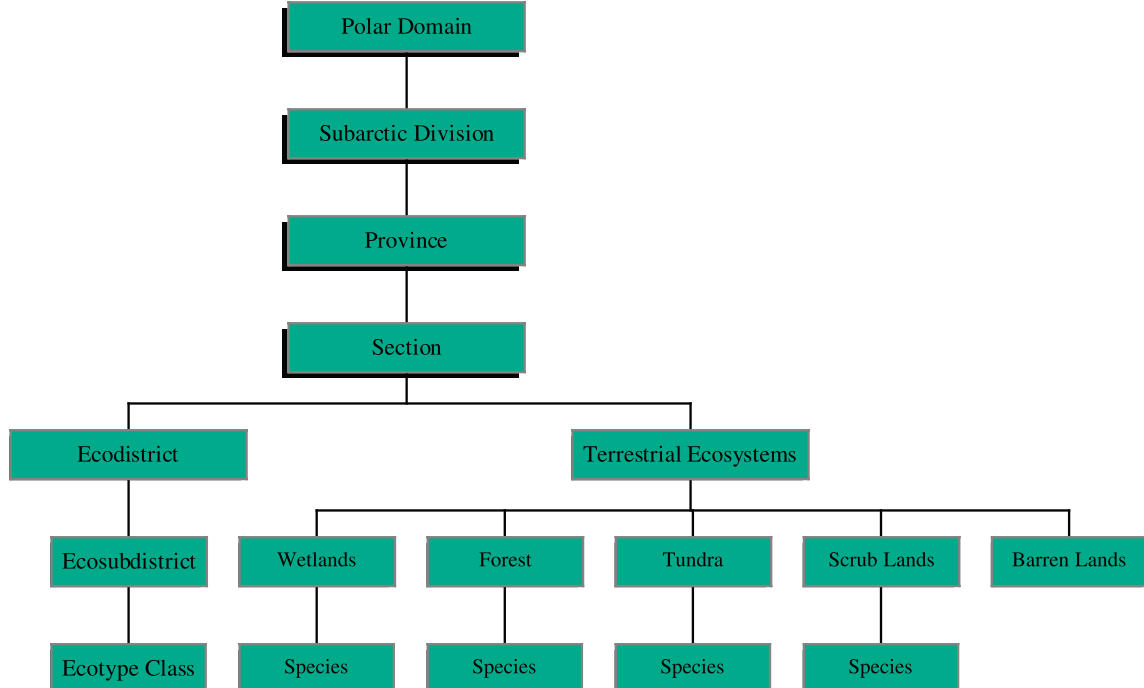 Polar Domain
Subarctic Division
Province
Section
Ecodistrict
Terrestrial Ecosystems
Ecosubdistrict
Wetlands
Forest
Tundra
Scrub Lands
Barren Lands
Ecotype Class
Species
Species
Species
Species